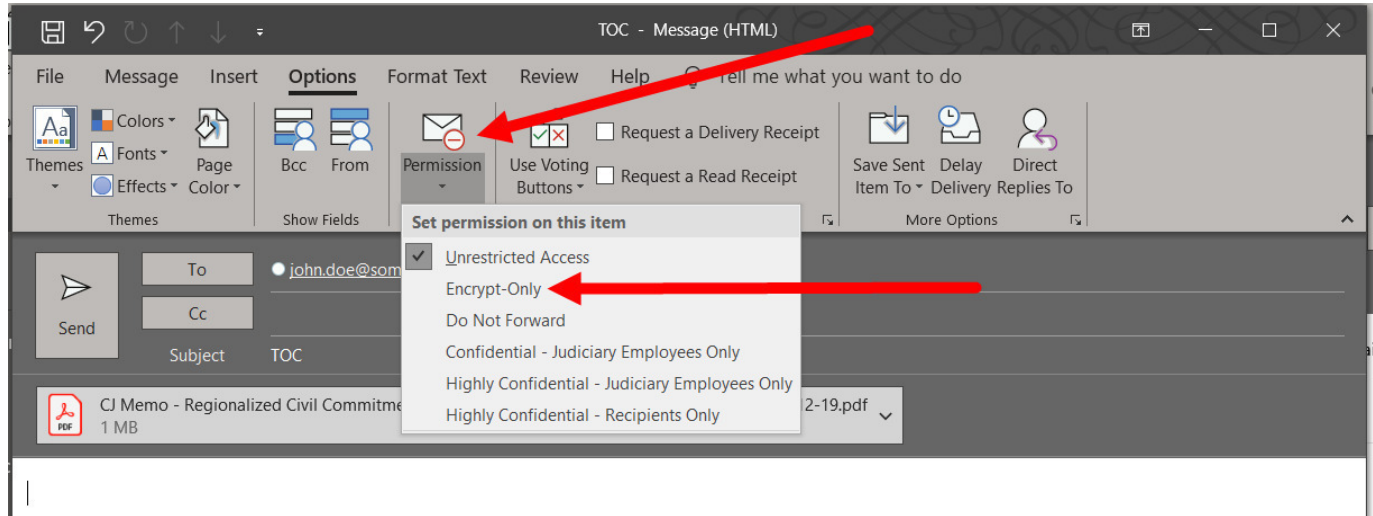 TOC - Message (HTML)
File Message Insert Options Format Text Review Help Tell me what you want to do
Themes
Colors
Fonts
Effects
Page
Color
Themes
Bcc
From
Show Fields
Permission
Use Voting
Buttons
Request a Delivery Receipt
Request a Read Receipt
Save Sent
Item To
Delay
Delivery
Direct
Replies To
More Options
Set permission on this item
Unrestricted Access
Encrypt-Only
Do Not Forward
Confidential - Judiciary Employees Only
Highly Confidential - Judiciary Employees Only
Highly Confidential - Recipients Only
Send
To
john.doe@som
Cc
Subject
TOC
CJ Memo - Regionalized Civil Commitme 2-19.pdf
PDF
1 MB